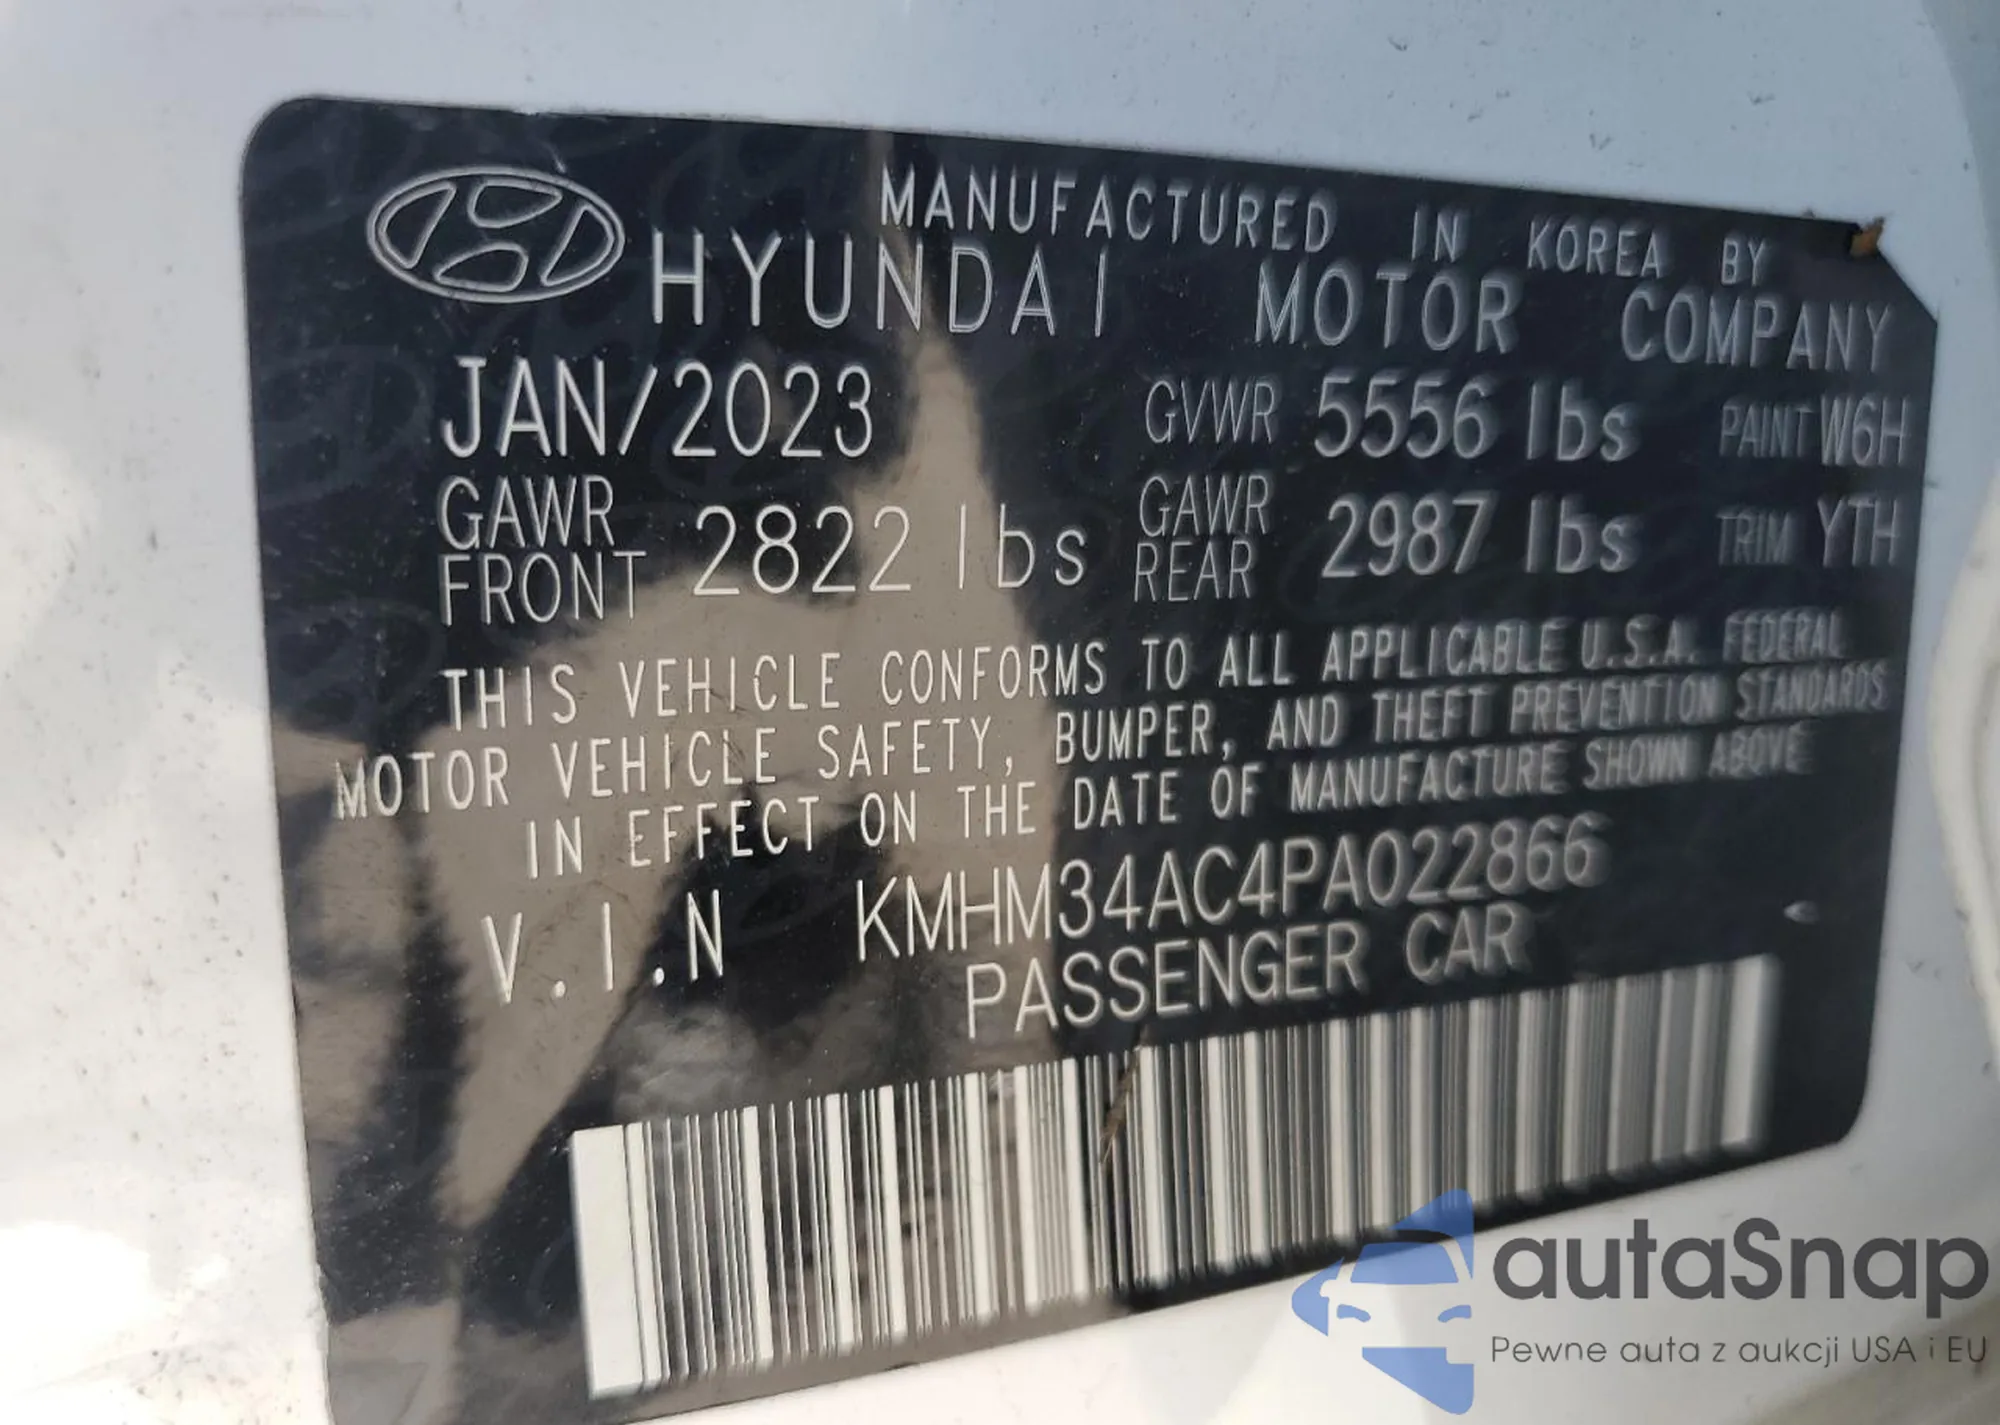 MANUFACTURED IN KOREA BY
HYUNDAI MOTOR COMPANY
JAN/2023 GVWR 5556 lbs PAINT W6H
GAWR FRONT 2822 lbs GAWR REAR 2987 lbs TRIM YTH
THIS VEHICLE CONFORMS TO ALL APPLICABLE U.S.A. FEDERAL
MOTOR VEHICLE SAFETY, BUMPER, AND THEFT PREVENTION STANDARDS
IN EFFECT ON THE DATE OF MANUFACTURE SHOWN ABOVE
V.I.N KMHM34AC4PA022866
PASSENGER CAR
autaSnap
Pewne auta z aukcji USA i EU